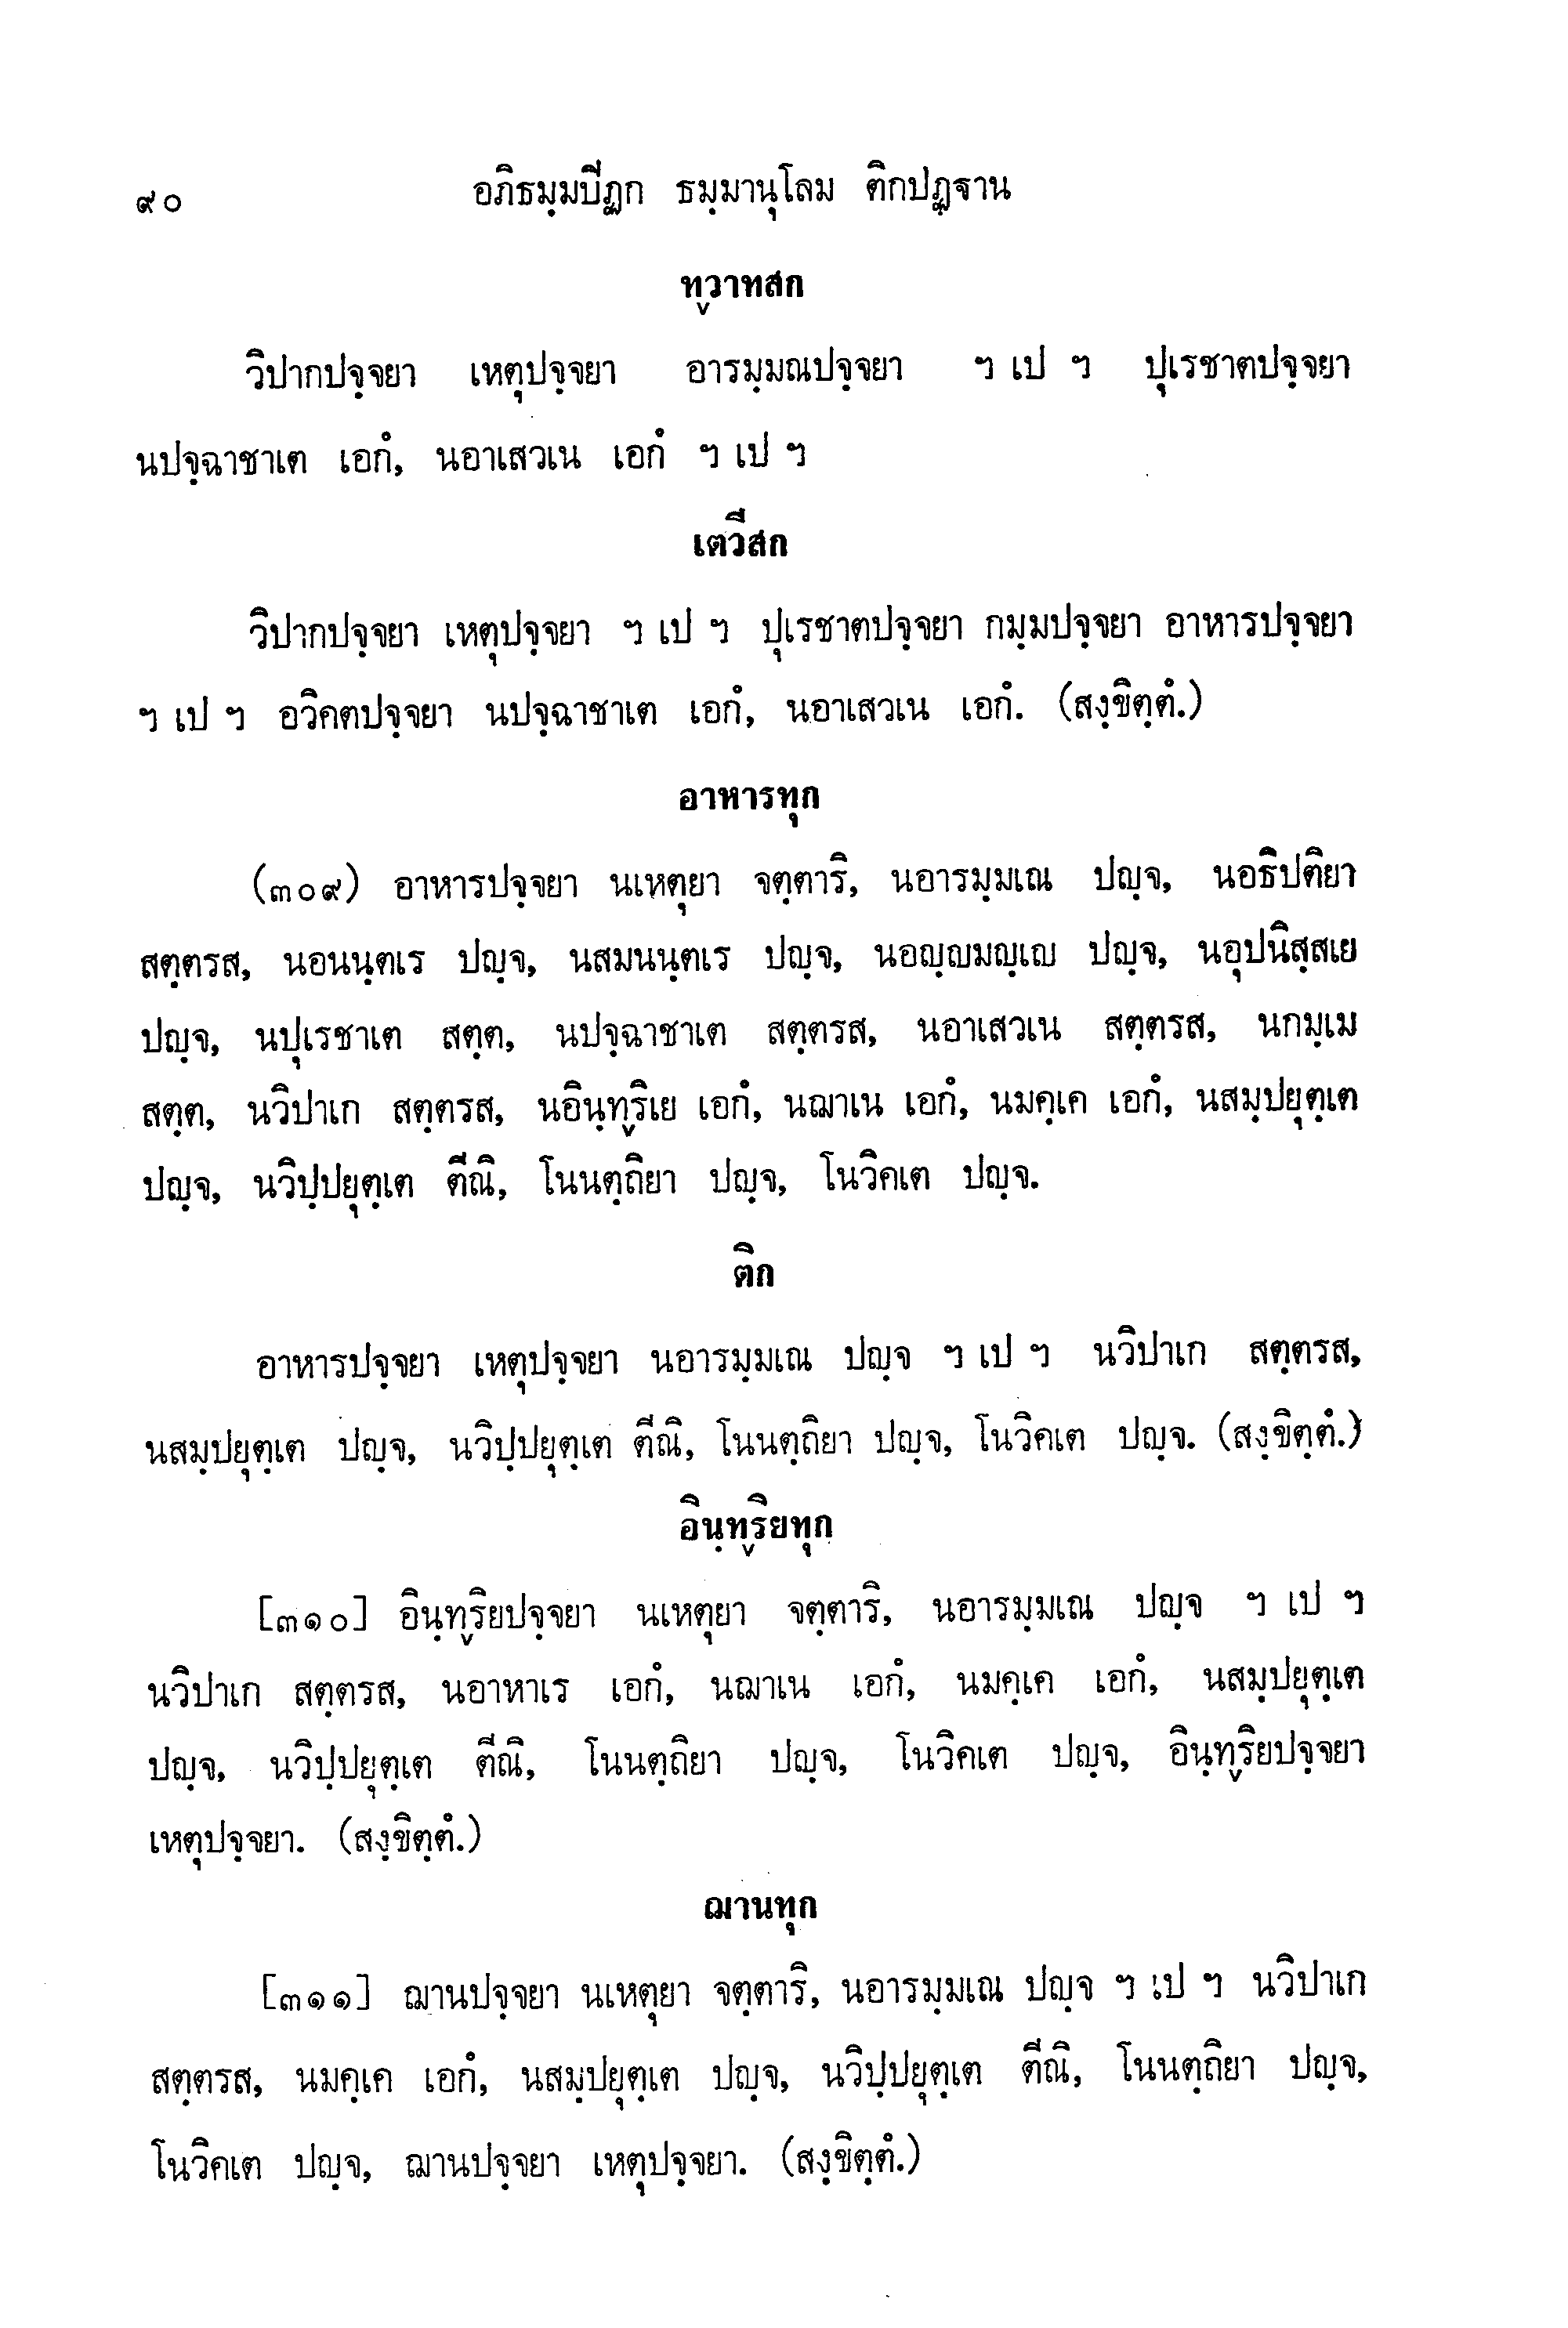 ๙๐ อภิธมฺมปิฏก ธมฺมานุโลม ติกปฏฺฐาน
ทฺวาทสก
วิปากปจฺจยา เหตุปจฺจยา อารมฺมณปจฺจยา ฯ เป ฯ ปุเรชาตปจฺจยา
นปจฺฉาชาเต เอกํ, นอาเสวเน เอกํ ฯ เป ฯ
เตวีสก
วิปากปจฺจยา เหตุปจฺจยา ฯ เป ฯ ปุเรชาตปจฺจยา กมฺมปจฺจยา อาหารปจฺจยา
ฯ เป ฯ อวิคตปจฺจยา นปจฺฉาชาเต เอกํ, นอาเสวเน เอกํ. (สงฺขิตฺตํ.)
อาหารทุก
(๓๐๙) อาหารปจฺจยา นเหตุยา จตฺตาริ, นอารมฺมเณ ปญฺจ, นอธิปติยา
สตฺตรส, นอนนฺตเร ปญฺจ, นสมนนฺตเร ปญฺจ, นอญฺญมญฺเญ ปญฺจ, นอุปนิสฺสเย
ปญฺจ, นปุเรชาเต สตฺต, นปจฺฉาชาเต สตฺตรส, นอาเสวเน สตฺตรส, นกมฺเม
สตฺต, นวิปาเก สตฺตรส, นอินฺทฺริเย เอกํ, นฌาเน เอกํ, นมคฺเค เอกํ, นสมฺปยุตฺเต
ปญฺจ, นวิปฺปยุตฺเต ตีณิ, โนนตฺถิยา ปญฺจ, โนวิคเต ปญฺจ.
ติก
อาหารปจฺจยา เหตุปจฺจยา นอารมฺมเณ ปญฺจ ฯ เป ฯ นวิปาเก สตฺตรส,
นสมฺปยุตฺเต ปญฺจ, นวิปฺปยุตฺเต ตีณิ, โนนตฺถิยา ปญฺจ, โนวิคเต ปญฺจ. (สงฺขิตฺตํ.)
อินฺทฺริยทุก
[๓๑๐] อินฺทฺริยปจฺจยา นเหตุยา จตฺตาริ, นอารมฺมเณ ปญฺจ ฯ เป ฯ
นวิปาเก สตฺตรส, นอาหาเร เอกํ, นฌาเน เอกํ, นมคฺเค เอกํ, นสมฺปยุตฺเต
ปญฺจ, นวิปฺปยุตฺเต ตีณิ, โนนตฺถิยา ปญฺจ, โนวิคเต ปญฺจ, อินฺทฺริยปจฺจยา
เหตุปจฺจยา. (สงฺขิตฺตํ.)
ฌานทุก
[๓๑๑] ฌานปจฺจยา นเหตุยา จตฺตาริ, นอารมฺมเณ ปญฺจ ฯ เป ฯ นวิปาเก
สตฺตรส, นมคฺเค เอกํ, นสมฺปยุตฺเต ปญฺจ, นวิปฺปยุตฺเต ตีณิ, โนนตฺถิยา ปญฺจ,
โนวิคเต ปญฺจ, ฌานปจฺจยา เหตุปจฺจยา. (สงฺขิตฺตํ.)